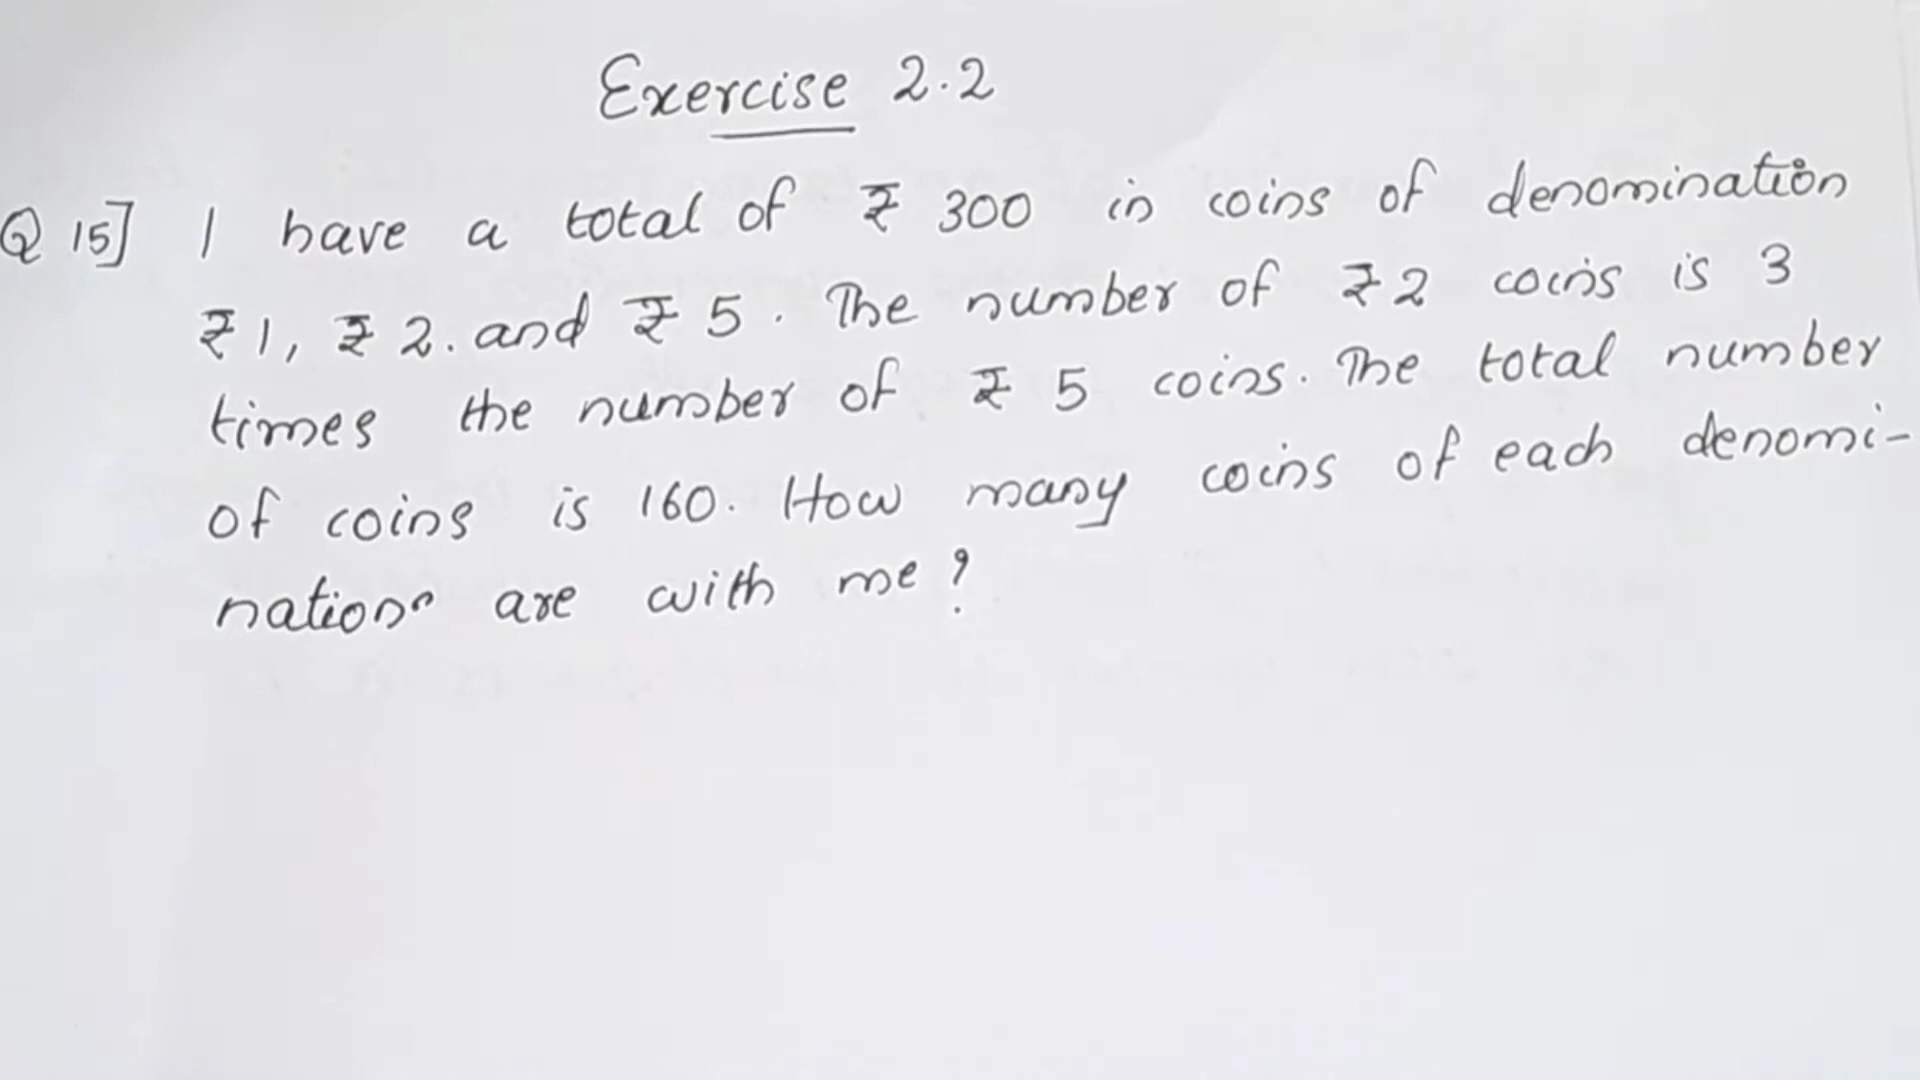 Exercise 2.2
Q 15] I have a total of ₹ 300 in coins of denomination
₹ 1, ₹ 2. and ₹ 5. The number of ₹ 2 coins is 3
times the number of ₹ 5 coins. The total number
of coins is 160. How many coins of each denomi-
nations are with me?